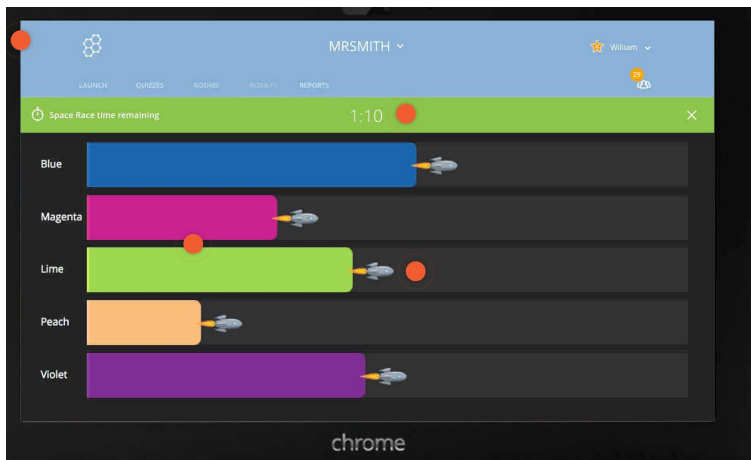 MRSMITH
William
LAUNCH QUIZZES ROOMS RESULTS REPORTS
29
Space Race time remaining 1:10
Blue
Magenta
Lime
Peach
Violet
chrome